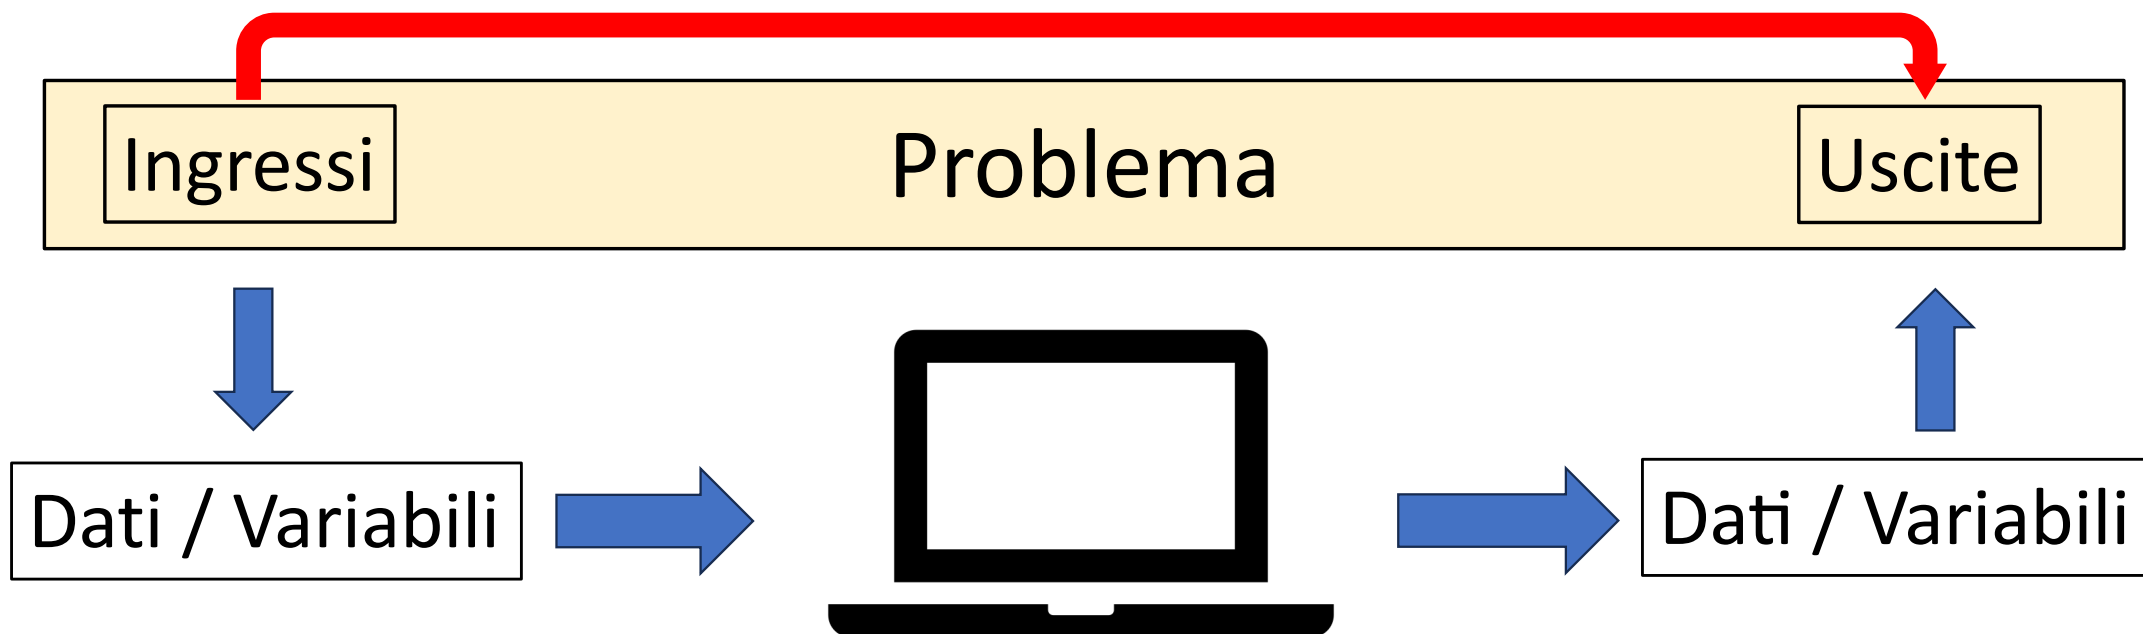 Ingressi
Problema
Uscite
Dati / Variabili
Dati / Variabili